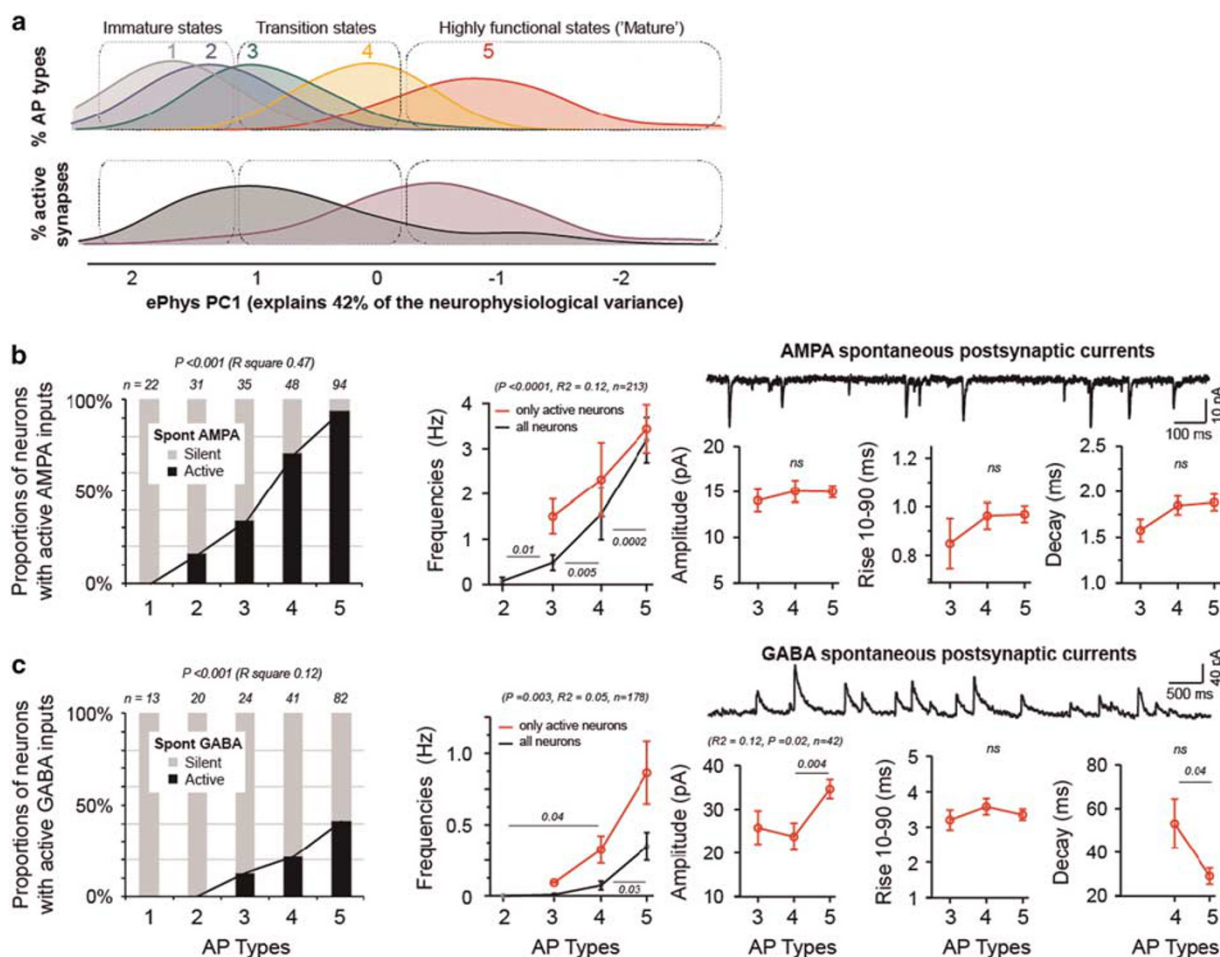 a
Immature states
Transition states
Highly functional states ('Mature')
1
2
3
4
5
% AP types
% active
synapses
2
1
0
-1
-2
ePhys PC1 (explains 42% of the neurophysiological variance)
b
Proportions of neurons
with active AMPA inputs
P <0.001 (R square 0.47)
n = 22 31 35 48 94
100%
50%
0%
Spont AMPA
Silent
Active
1 2 3 4 5
Frequencies (Hz)
(P <0.0001, R2 = 0.12, n=213)
only active neurons
all neurons
4
3
2
1
0
0.01
0.005
0.0002
2 3 4 5
AMPA spontaneous postsynaptic currents
10 pA
100 ms
Amplitude (pA)
20
15
10
5
ns
3 4 5
Rise 10-90 (ms)
1.2
1.0
0.8
ns
3 4 5
Decay (ms)
2.5
2.0
1.5
1.0
ns
3 4 5
c
Proportions of neurons
with active GABA inputs
P <0.001 (R square 0.12)
n = 13 20 24 41 82
100%
50%
0%
Spont GABA
Silent
Active
1 2 3 4 5
AP Types
Frequencies (Hz)
(P =0.003, R2 = 0.05, n=178)
only active neurons
all neurons
1.0
0.5
0
0.04
0.03
2 3 4 5
AP Types
GABA spontaneous postsynaptic currents
40 pA
500 ms
Amplitude (pA)
(R2 = 0.12, P =0.02, n=42)
0.004
40
30
20
10
3 4 5
Rise 10-90 (ms)
ns
5
4
3
2
1
3 4 5
AP Types
Decay (ms)
ns
0.04
80
60
40
20
4 5